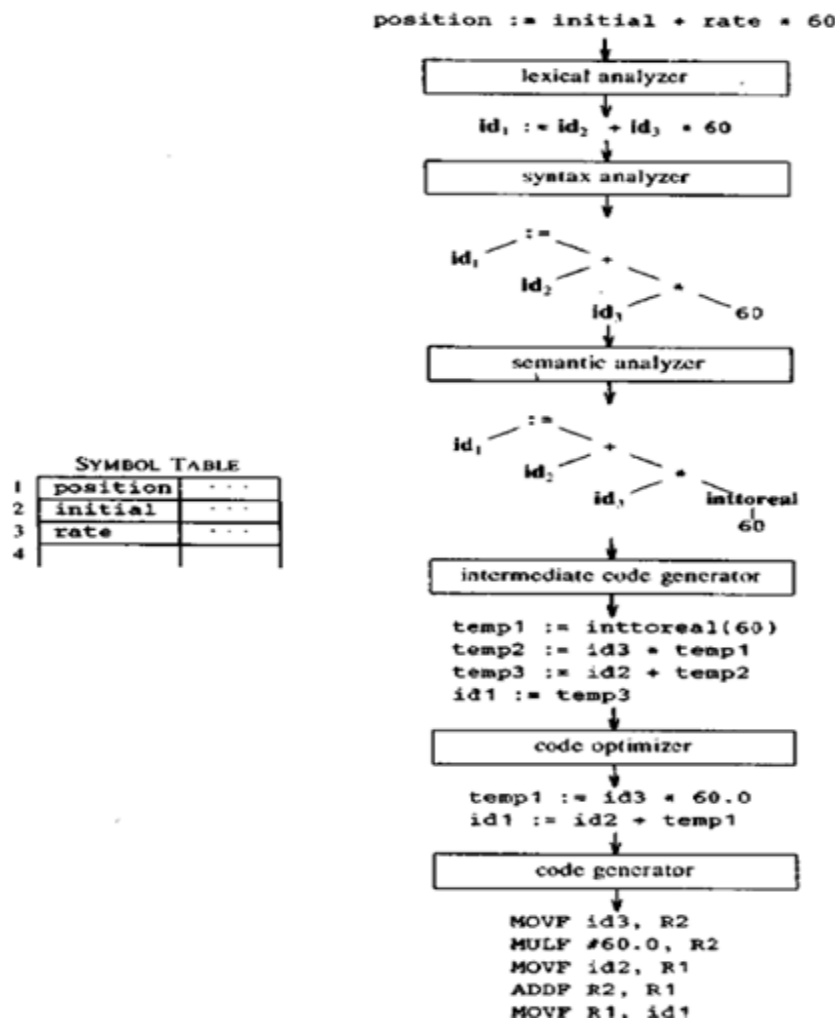 position := initial + rate * 60
lexical analyzer
id₁ := id₂ + id₃ * 60
syntax analyzer
:=
id₁ +
id₂ *
id₃ 60
semantic analyzer
:=
id₁ +
id₂ *
id₃ inttoreal
60
SYMBOL TABLE
1 position ...
2 initial ...
3 rate ...
4
intermediate code generator
temp1 := inttoreal(60)
temp2 := id3 * temp1
temp3 := id2 + temp2
id1 := temp3
code optimizer
temp1 := id3 * 60.0
id1 := id2 + temp1
code generator
MOVF id3, R2
MULF #60.0, R2
MOVF id2, R1
ADDF R2, R1
MOVF R1, id1